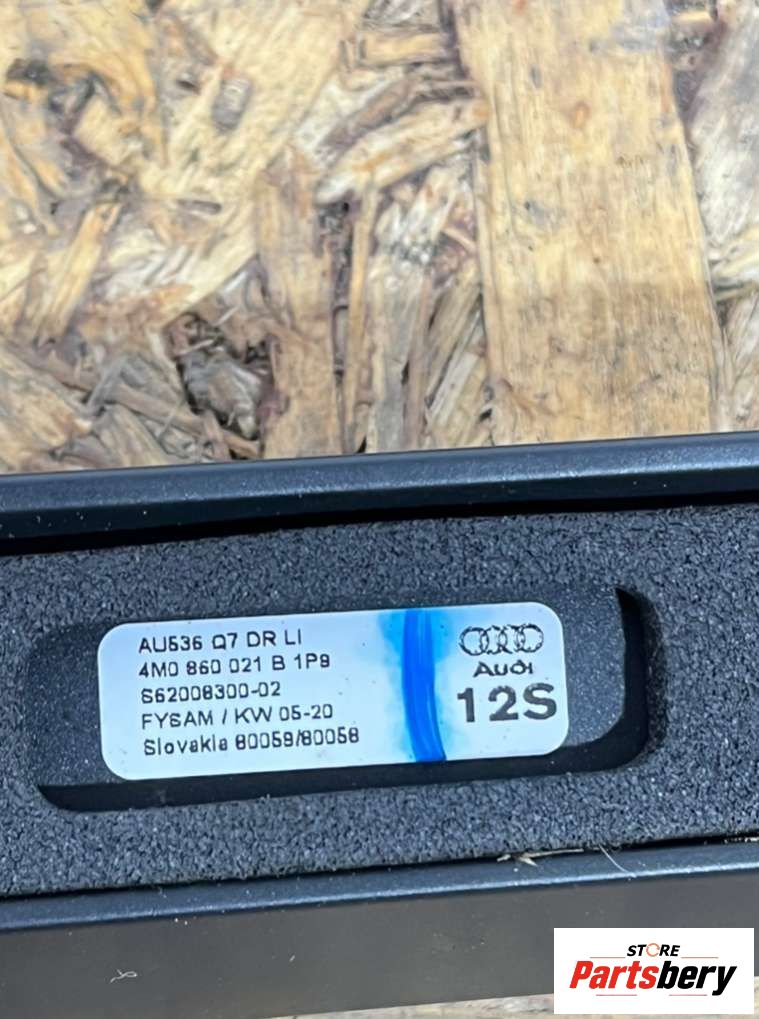 AU536 Q7 DR LI
4M0 860 021 B 1P9
S62008300-02
FYSAM / KW 05-20
Slovakia 80059/80058
Audi
12S
STORE
Partsbery